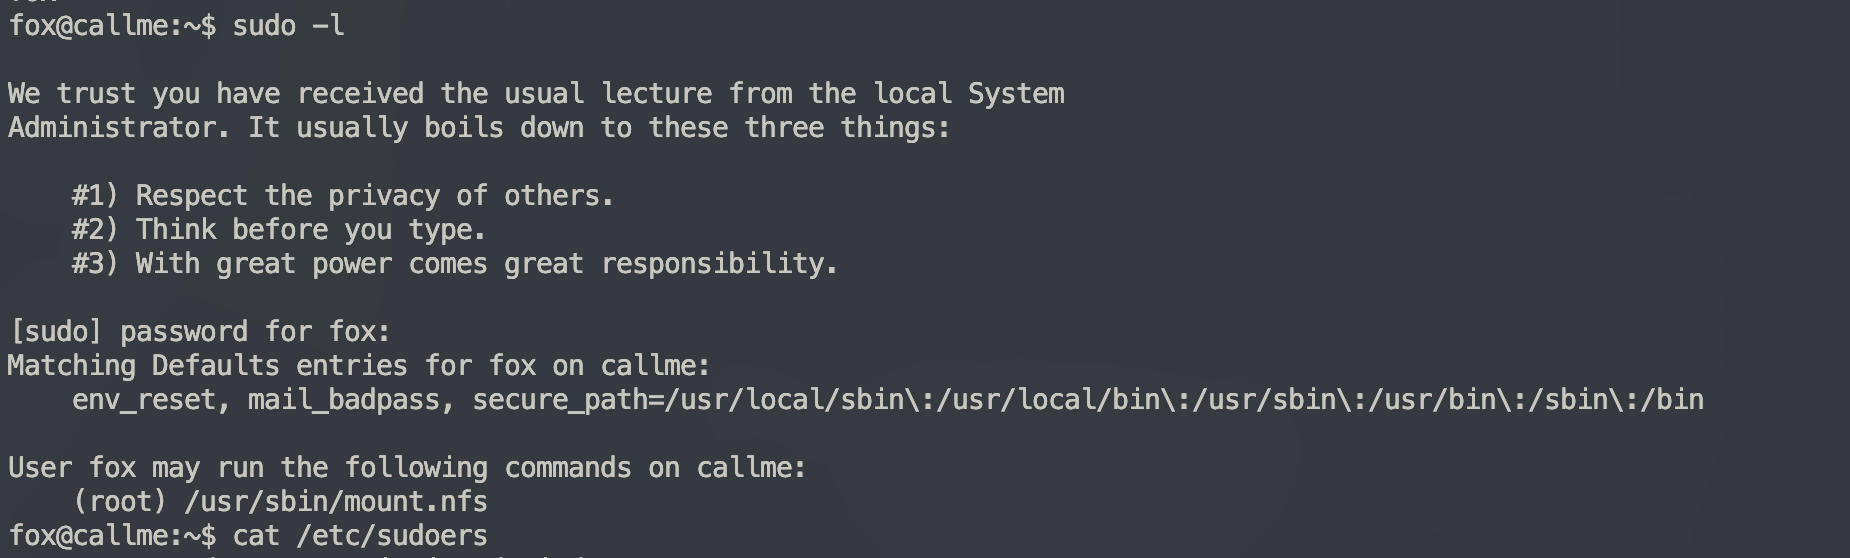 fox@callme:~$ sudo -l
We trust you have received the usual lecture from the local System
Administrator. It usually boils down to these three things:
#1) Respect the privacy of others.
#2) Think before you type.
#3) With great power comes great responsibility.
[sudo] password for fox:
Matching Defaults entries for fox on callme:
env_reset, mail_badpass, secure_path=/usr/local/sbin\:/usr/local/bin\:/usr/sbin\:/usr/bin\:/sbin\:/bin
User fox may run the following commands on callme:
(root) /usr/sbin/mount.nfs
fox@callme:~$ cat /etc/sudoers